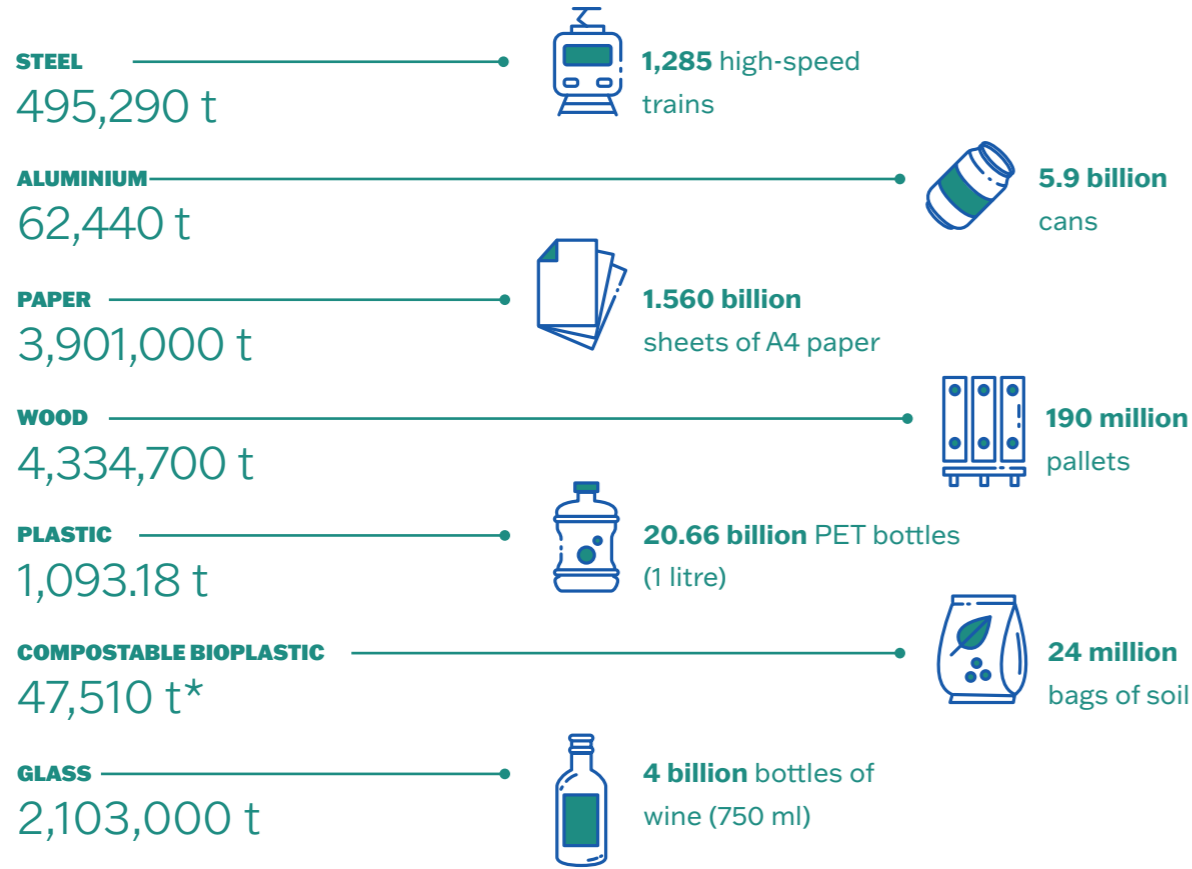 STEEL
495,290 t
1,285 high-speed
trains
ALUMINIUM
62,440 t
5.9 billion
cans
PAPER
3,901,000 t
1.560 billion
sheets of A4 paper
WOOD
4,334,700 t
190 million
pallets
PLASTIC
1,093.18 t
20.66 billion PET bottles
(1 litre)
COMPOSTABLE BIOPLASTIC
47,510 t*
24 million
bags of soil
GLASS
2,103,000 t
4 billion bottles of
wine (750 ml)